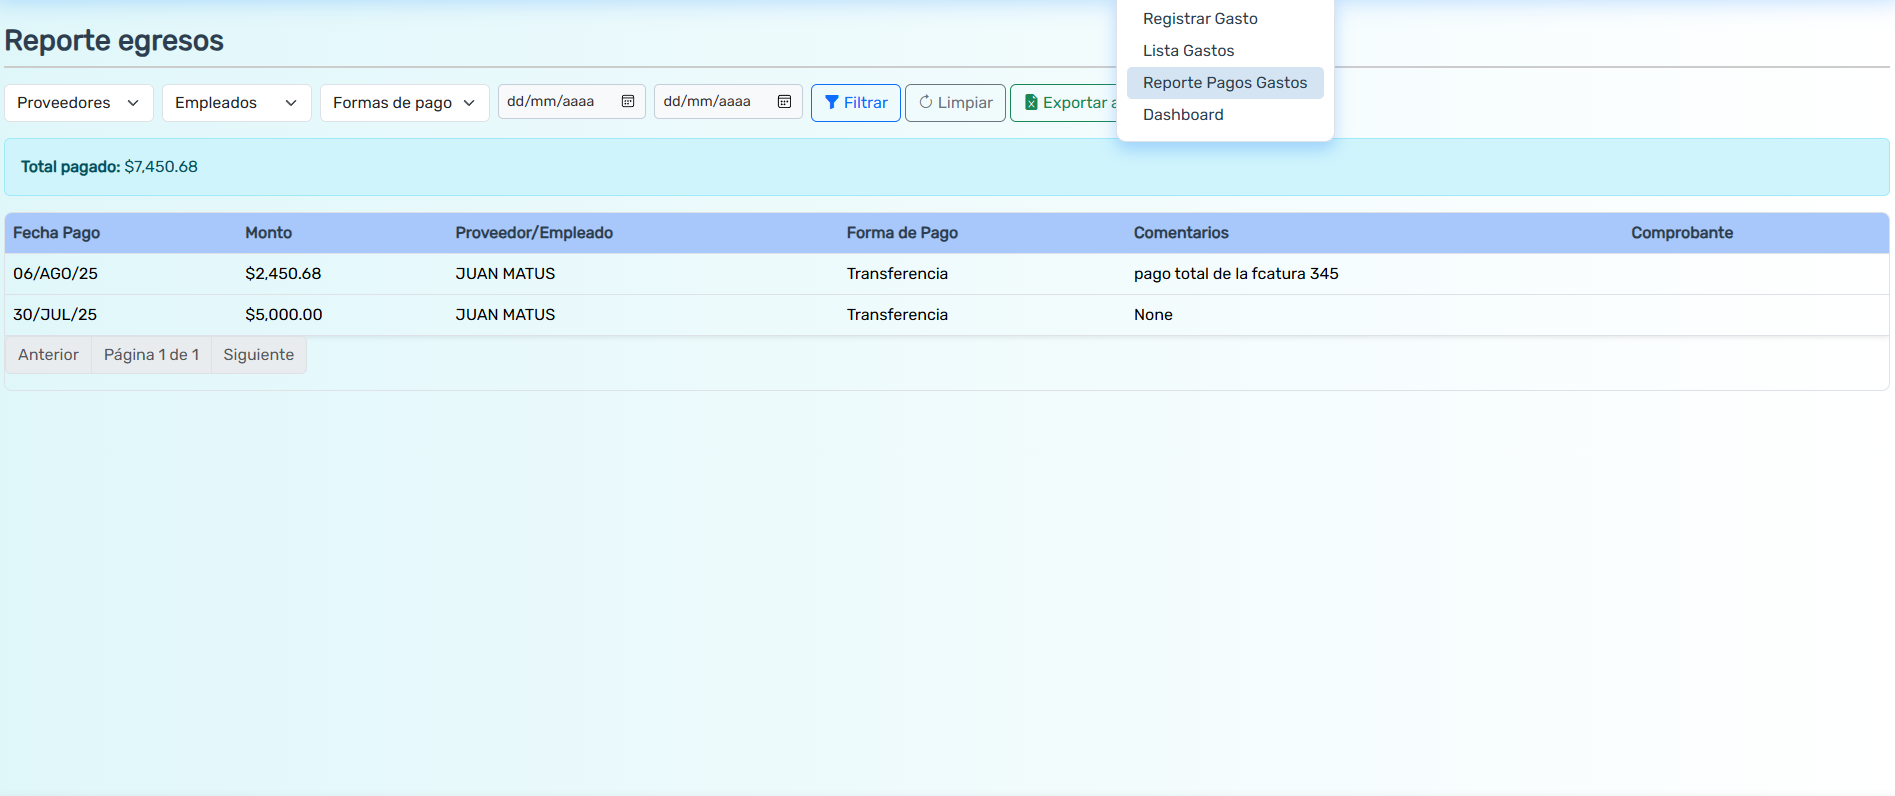 Registrar Gasto
Lista Gastos
Reporte Pagos Gastos
Dashboard
Reporte egresos
Proveedores Empleados Formas de pago dd/mm/aaaa dd/mm/aaaa Filtrar Limpiar Exportar a
Total pagado: $7,450.68
Fecha Pago Monto Proveedor/Empleado Forma de Pago Comentarios Comprobante
06/AGO/25 $2,450.68 JUAN MATUS Transferencia pago total de la fcatura 345
30/JUL/25 $5,000.00 JUAN MATUS Transferencia None
Anterior Página 1 de 1 Siguiente